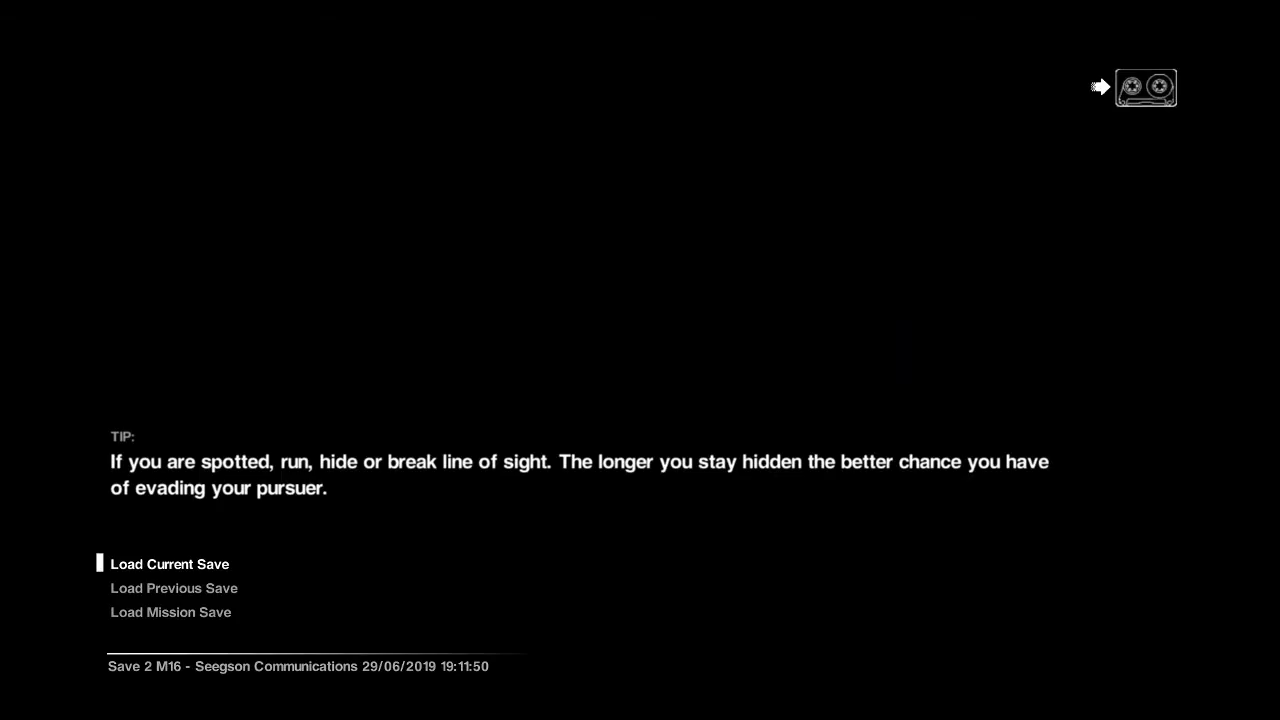 TIP:
If you are spotted, run, hide or break line of sight. The longer you stay hidden the better chance you have
of evading your pursuer.
Load Current Save
Load Previous Save
Load Mission Save
Save 2 M16 - Seegson Communications 29/06/2019 19:11:50